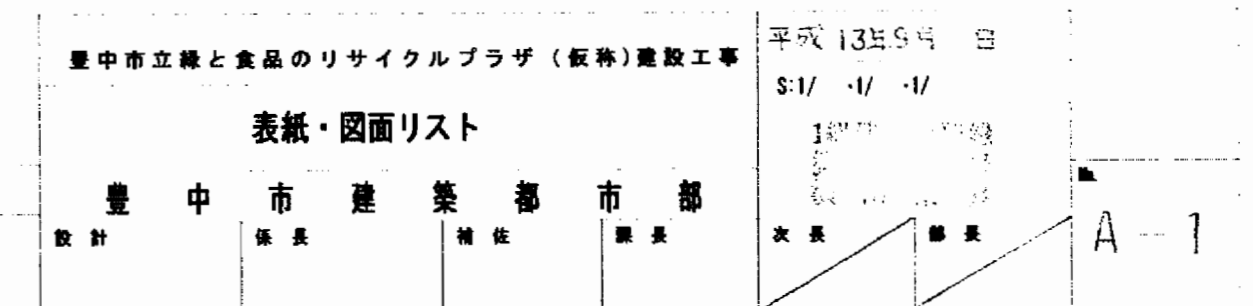 豊中市立緑と食品のリサイクルプラザ（仮称）建設工事
平成 13年9月 日
S:1/ ·1/ ·1/
表紙・図面リスト
豊中市建築都市部
No.
A-1
設計 係長 補佐 課長 次長 部長